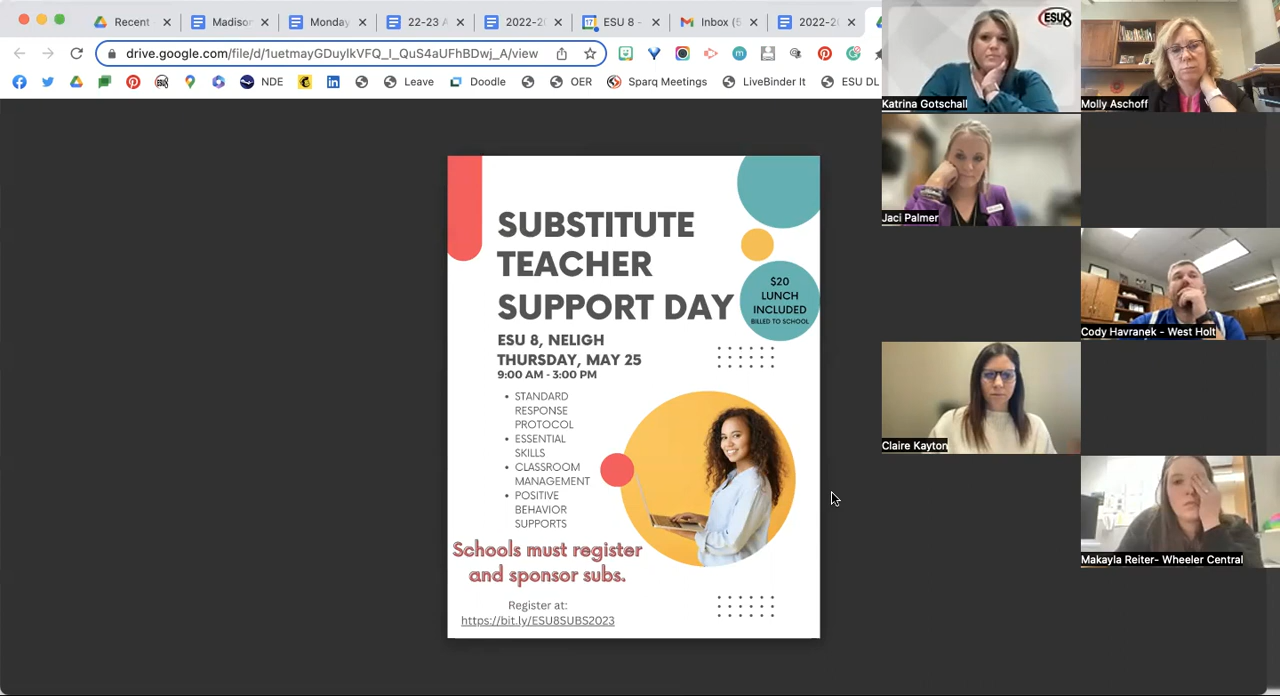 Recent
Madison
Monday
22-23 A
2022-2
ESU 8 -
Inbox (5
2022-2
drive.google.com/file/d/1uetmayGDuylkVFQ_l_QuS4aUFhBDwj_A/view
NDE
Leave
Docs
OER
Sparq Meetings
LiveBinder It
ESU DL
ESU8
Katrina Gotschall
Molly Aschoff
Jaci Palmer
Cody Havranek - West Holt
Claire Kayton
Makayla Reiter- Wheeler Central
SUBSTITUTE
TEACHER
SUPPORT DAY
$20
LUNCH
INCLUDED
BILLED TO SCHOOL
ESU 8, NELIGH
THURSDAY, MAY 25
9:00 AM - 3:00 PM
• STANDARD
RESPONSE
PROTOCOL
• ESSENTIAL
SKILLS
• CLASSROOM
MANAGEMENT
• POSITIVE
BEHAVIOR
SUPPORTS
Schools must register
and sponsor subs.
Register at:
https://bit.ly/ESU8SUBS2023